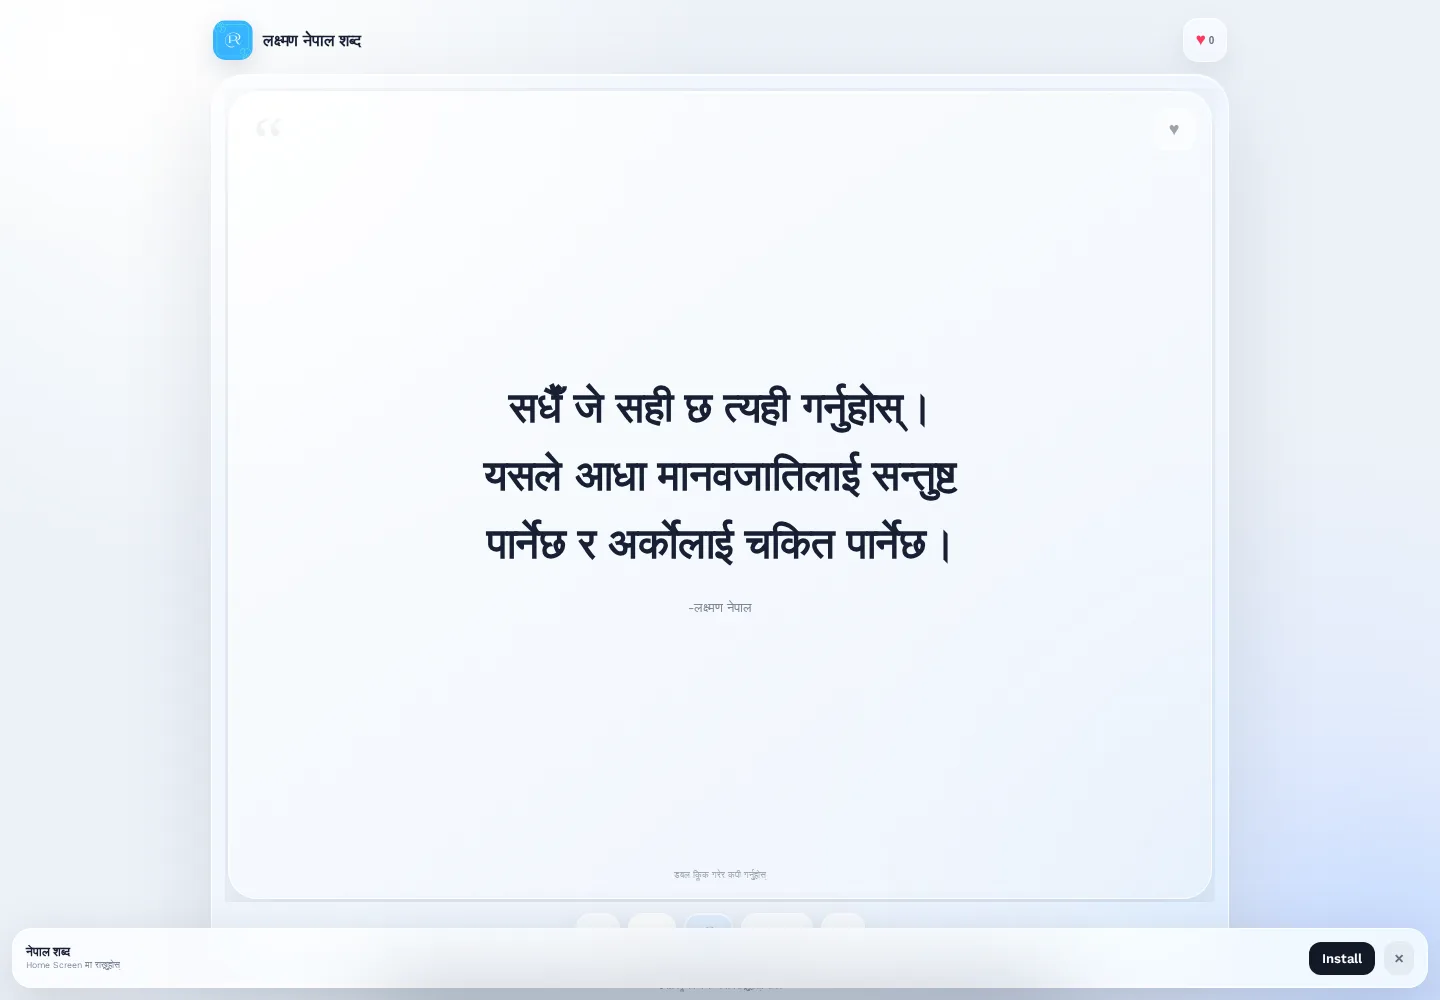 लक्ष्मण नेपाल शब्द
♥ 0
“
♥
सधैँ जे सही छ त्यही गर्नुहोस्।
यसले आधा मानवजातिलाई सन्तुष्ट
पार्नेछ र अर्कोलाई चकित पार्नेछ।
-लक्ष्मण नेपाल
डबल क्लिक गरेर कपी गर्नुहोस्
नेपाल शब्द
Home Screen मा राख्नुहोस्
Install ×